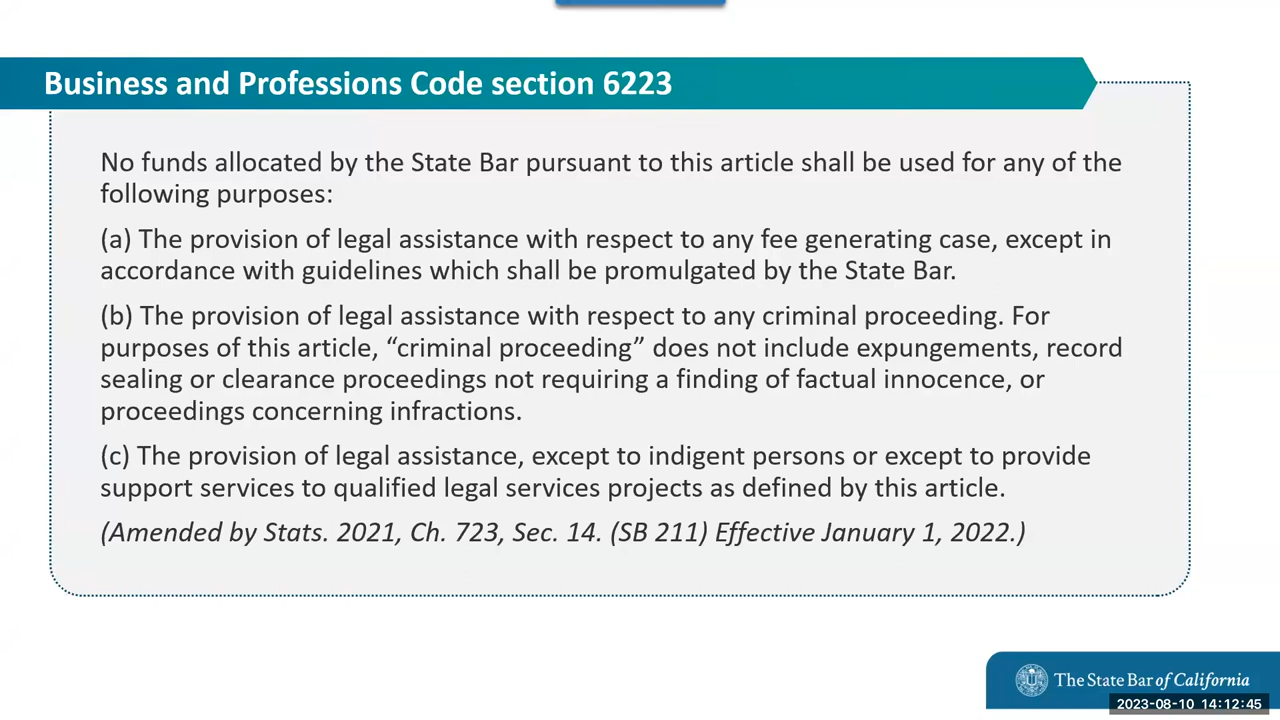 Business and Professions Code section 6223
No funds allocated by the State Bar pursuant to this article shall be used for any of the
following purposes:
(a) The provision of legal assistance with respect to any fee generating case, except in
accordance with guidelines which shall be promulgated by the State Bar.
(b) The provision of legal assistance with respect to any criminal proceeding. For
purposes of this article, “criminal proceeding” does not include expungements, record
sealing or clearance proceedings not requiring a finding of factual innocence, or
proceedings concerning infractions.
(c) The provision of legal assistance, except to indigent persons or except to provide
support services to qualified legal services projects as defined by this article.
(Amended by Stats. 2021, Ch. 723, Sec. 14. (SB 211) Effective January 1, 2022.)
The State Bar of California
2023-08-10 14:12:45